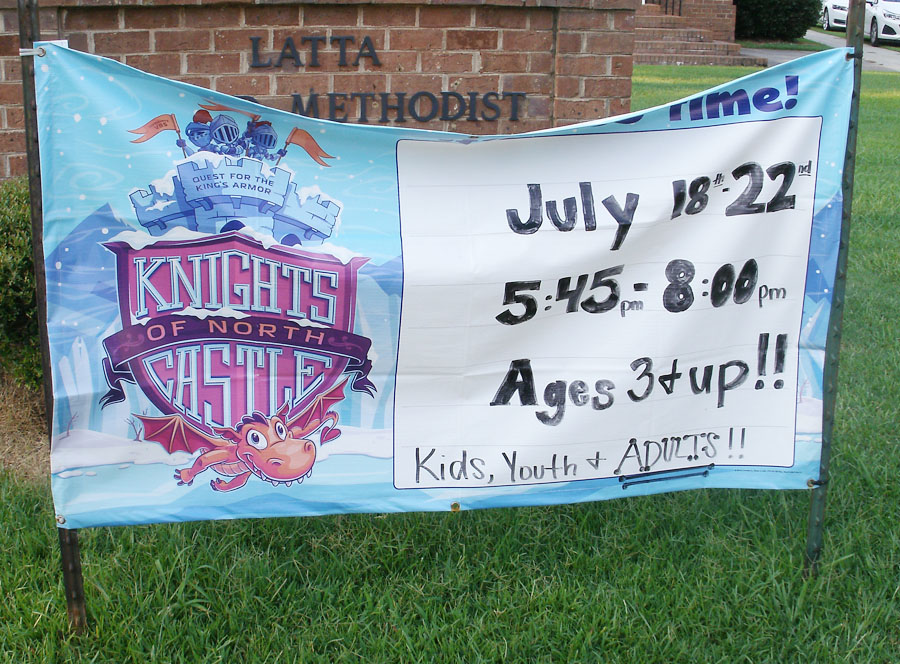 LATTA
METHODIST
Time!
VBS
QUEST FOR THE
KING'S ARMOR
KNIGHTS
OF NORTH
CASTLE
July 18th-22nd
5:45pm-8:00pm
Ages 3+up!!
Kids, Youth + ADULTS!!